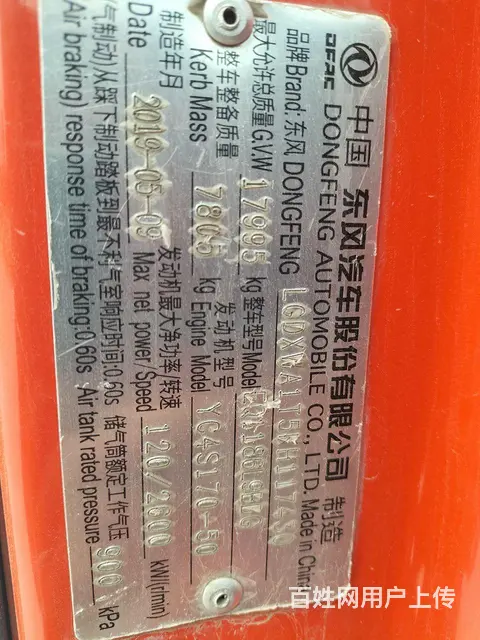 DFAC 中国 东风汽车股份有限公司 制造
DONGFENG AUTOMOBILE CO., LTD. Made in China
品牌Brand: 东风 DONGFENG
最大允许总质量G.V.W 17995 kg 整车型号Model
整车整备质量 7805 kg 发动机型号 YC4S170-50
Kerb Mass Engine Model
制造年月 2019-05-09 发动机最大净功率/转速 120/2600 kW/(r/min)
Date Max net power/Speed
(气制动)从踩下制动踏板到最不利气室响应时间:0.60s 储气筒额定工作气压 900 kPa
Air braking) response time of braking:0.60s Air tank rated pressure
百姓网用户上传